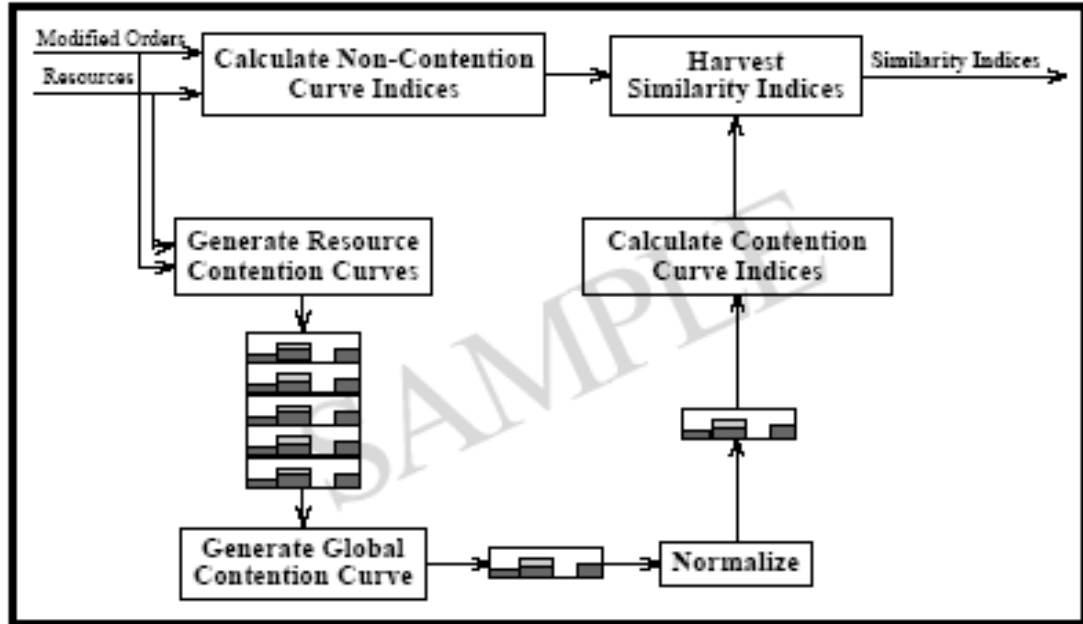 Modified Orders
Resources
Calculate Non-Contention
Curve Indices
Harvest
Similarity Indices
Similarity Indices
Generate Resource
Contention Curves
Calculate Contention
Curve Indices
SAMPLE
Generate Global
Contention Curve
Normalize